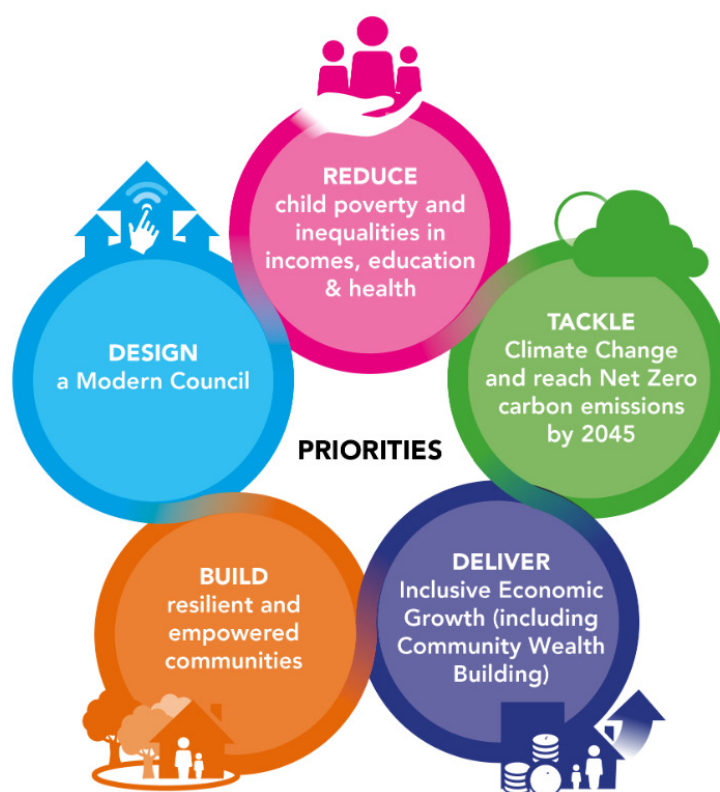 REDUCE
child poverty and
inequalities in
incomes, education
& health
TACKLE
Climate Change
and reach Net Zero
carbon emissions
by 2045
DELIVER
Inclusive Economic
Growth (including
Community Wealth
Building)
BUILD
resilient and
empowered
communities
DESIGN
a Modern Council
PRIORITIES